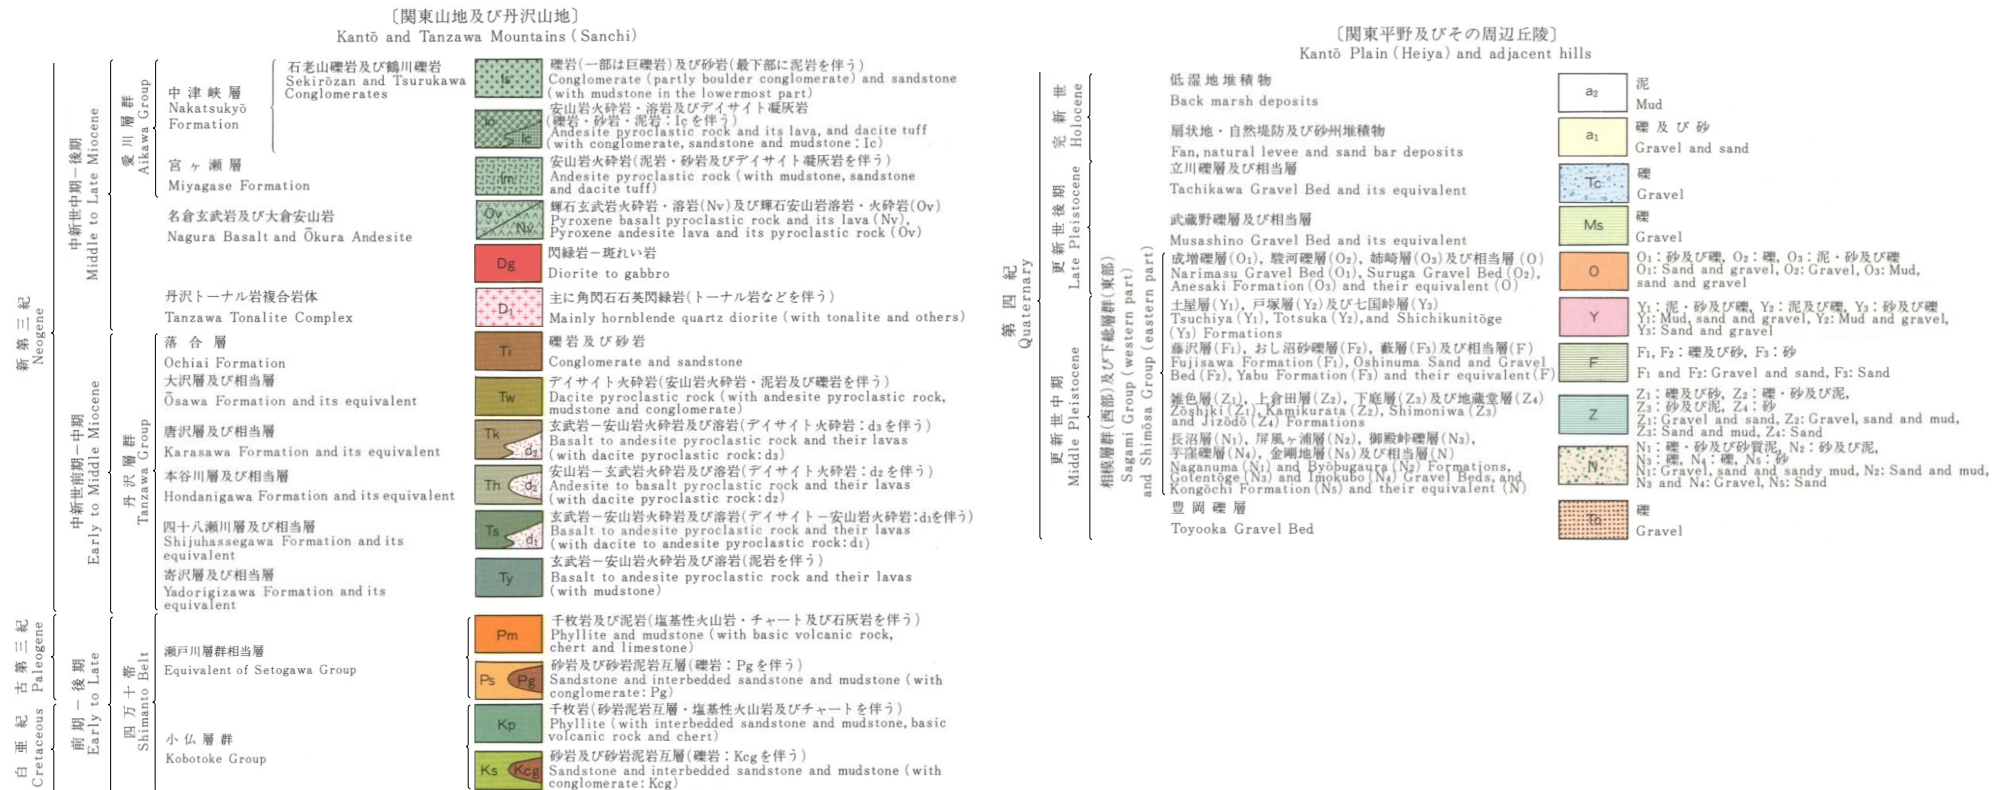 〔関東山地及び丹沢山地〕
Kantō and Tanzawa Mountains (Sanchi)
新第三紀
Neogene
中新世中期－後期
Middle to Late Miocene
愛川層群
Aikawa Group
石老山礫岩及び鶴川礫岩
Sekirōzan and Tsurukawa
Conglomerates
中津峡層
Nakatsukyō
Formation
Is
礫岩(一部は巨礫岩)及び砂岩(最下部に泥岩を伴う)
Conglomerate (partly boulder conglomerate) and sandstone
(with mudstone in the lowermost part)
Ic
安山岩火砕岩・溶岩及びデイサイト凝灰岩
(礫岩・砂岩・泥岩：Icを伴う)
Andesite pyroclastic rock and its lava, and dacite tuff
(with conglomerate, sandstone and mudstone：Ic)
宮ヶ瀬層
Miyagase Formation
Im
安山岩火砕岩(泥岩・砂岩及びデイサイト凝灰岩を伴う)
Andesite pyroclastic rock (with mudstone, sandstone
and dacite tuff)
名倉玄武岩及び大倉安山岩
Nagura Basalt and Ōkura Andesite
Ov
Nv
輝石玄武岩火砕岩・溶岩(Nv)及び輝石安山岩溶岩・火砕岩(Ov)
Pyroxene basalt pyroclastic rock and its lava (Nv),
Pyroxene andesite lava and its pyroclastic rock (Ov)
Dg
閃緑岩－斑れい岩
Diorite to gabbro
丹沢トーナル岩複合岩体
Tanzawa Tonalite Complex
D₁
主に角閃石石英閃緑岩(トーナル岩などを伴う)
Mainly hornblende quartz diorite (with tonalite and others)
中新世前期－中期
Early to Middle Miocene
丹沢層群
Tanzawa Group
落合層
Ochiai Formation
Ti
礫岩及び砂岩
Conglomerate and sandstone
大沢層及び相当層
Ōsawa Formation and its equivalent
Tw
デイサイト火砕岩(安山岩火砕岩・泥岩及び礫岩を伴う)
Dacite pyroclastic rock (with andesite pyroclastic rock,
mudstone and conglomerate)
唐沢層及び相当層
Karasawa Formation and its equivalent
Tk
d₃
玄武岩－安山岩火砕岩及び溶岩(デイサイト火砕岩：d₃を伴う)
Basalt to andesite pyroclastic rock and their lavas
(with dacite pyroclastic rock: d₃)
本谷川層及び相当層
Hondanigawa Formation and its equivalent
Th
d₂
安山岩－玄武岩火砕岩及び溶岩(デイサイト火砕岩：d₂を伴う)
Andesite to basalt pyroclastic rock and their lavas
(with dacite pyroclastic rock: d₂)
四十八瀬川層及び相当層
Shijuhassegawa Formation and its
equivalent
Ts
d₁
玄武岩－安山岩火砕岩及び溶岩(デイサイト－安山岩火砕岩：d₁を伴う)
Basalt to andesite pyroclastic rock and their lavas
(with dacite to andesite pyroclastic rock: d₁)
寄沢層及び相当層
Yadorigizawa Formation and its
equivalent
Ty
玄武岩－安山岩火砕岩及び溶岩(泥岩を伴う)
Basalt to andesite pyroclastic rock and their lavas
(with mudstone)
古第三紀
Paleogene
白亜紀
Cretaceous
前期－後期
Early to Late
四万十帯
Shimanto Belt
瀬戸川層群相当層
Equivalent of Setogawa Group
Pm
千枚岩及び泥岩(塩基性火山岩・チャート及び石灰岩を伴う)
Phyllite and mudstone (with basic volcanic rock,
chert and limestone)
Ps
Pg
砂岩及び砂岩泥岩互層(礫岩：Pgを伴う)
Sandstone and interbedded sandstone and mudstone (with
conglomerate: Pg)
小仏層群
Kobotoke Group
Kp
千枚岩(砂岩泥岩互層・塩基性火山岩及びチャートを伴う)
Phyllite (with interbedded sandstone and mudstone, basic
volcanic rock and chert)
Ks
Kcg
砂岩及び砂岩泥岩互層(礫岩：Kcgを伴う)
Sandstone and interbedded sandstone and mudstone (with
conglomerate: Kcg)
〔関東平野及びその周辺丘陵〕
Kantō Plain (Heiya) and adjacent hills
第四紀
Quaternary
完新世
Holocene
低湿地堆積物
Back marsh deposits
a₂
泥
Mud
扇状地・自然堤防及び砂州堆積物
Fan, natural levee and sand bar deposits
a₁
礫及び砂
Gravel and sand
更新世後期
Late Pleistocene
立川礫層及び相当層
Tachikawa Gravel Bed and its equivalent
Tc
礫
Gravel
武蔵野礫層及び相当層
Musashino Gravel Bed and its equivalent
Ms
礫
Gravel
相模層群(西部)及び下総層群(東部)
Sagami Group (western part)
and Shimōsa Group (eastern part)
成増礫層(O₁), 駿河礫層(O₂), 姉崎層(O₃)及び相当層(O)
Narimasu Gravel Bed (O₁), Suruga Gravel Bed (O₂),
Anesaki Formation (O₃) and their equivalent (O)
O
O₁：砂及び礫, O₂：礫, O₃：泥・砂及び礫
O₁: Sand and gravel, O₂: Gravel, O₃: Mud,
sand and gravel
更新世中期
Middle Pleistocene
土屋層(Y₁), 戸塚層(Y₂)及び七国峠層(Y₃)
Tsuchiya (Y₁), Totsuka (Y₂), and Shichikunitōge
(Y₃) Formations
Y
Y₁：泥・砂及び礫, Y₂：泥及び礫, Y₃：砂及び礫
Y₁: Mud, sand and gravel, Y₂: Mud and gravel,
Y₃: Sand and gravel
藤沢層(F₁), おし沼砂礫層(F₂), 藪層(F₃)及び相当層(F)
Fujisawa Formation (F₁), Oshinuma Sand and Gravel
Bed (F₂), Yabu Formation (F₃) and their equivalent (F)
F
F₁, F₂：礫及び砂, F₃：砂
F₁ and F₂: Gravel and sand, F₃: Sand
雑色層(Z₁), 上倉田層(Z₂), 下庭層(Z₃)及び地蔵堂層(Z₄)
Zōshiki (Z₁), Kamikurata (Z₂), Shimoniwa (Z₃)
and Jizōdō (Z₄) Formations
Z
Z₁：礫及び砂, Z₂：礫・砂及び泥,
Z₃：砂及び泥, Z₄：砂
Z₁: Gravel and sand, Z₂: Gravel, sand and mud,
Z₃: Sand and mud, Z₄: Sand
長沼層(N₁), 屏風ヶ浦層(N₂), 御殿峠礫層(N₃),
芋窪礫層(N₄), 金剛地層(N₅)及び相当層(N)
Naganuma (N₁) and Byōbugaura (N₂) Formations,
Gotentōge (N₃) and Imokubo (N₄) Gravel Beds, and
Kongōchi Formation (N₅) and their equivalent (N)
N
N₁：礫・砂及び砂質泥, N₂：砂及び泥,
N₃：礫, N₄：礫, N₅：砂
N₁: Gravel, sand and sandy mud, N₂: Sand and mud,
N₃ and N₄: Gravel, N₅: Sand
豊岡礫層
Toyooka Gravel Bed
To
礫
Gravel